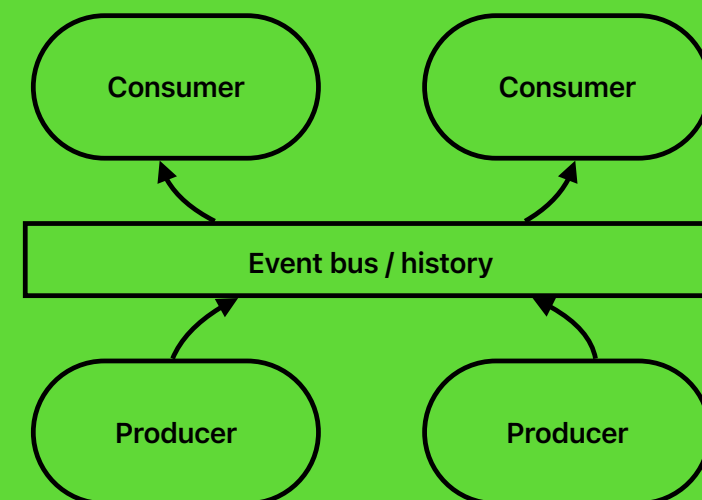 Consumer
Consumer
Event bus / history
Producer
Producer